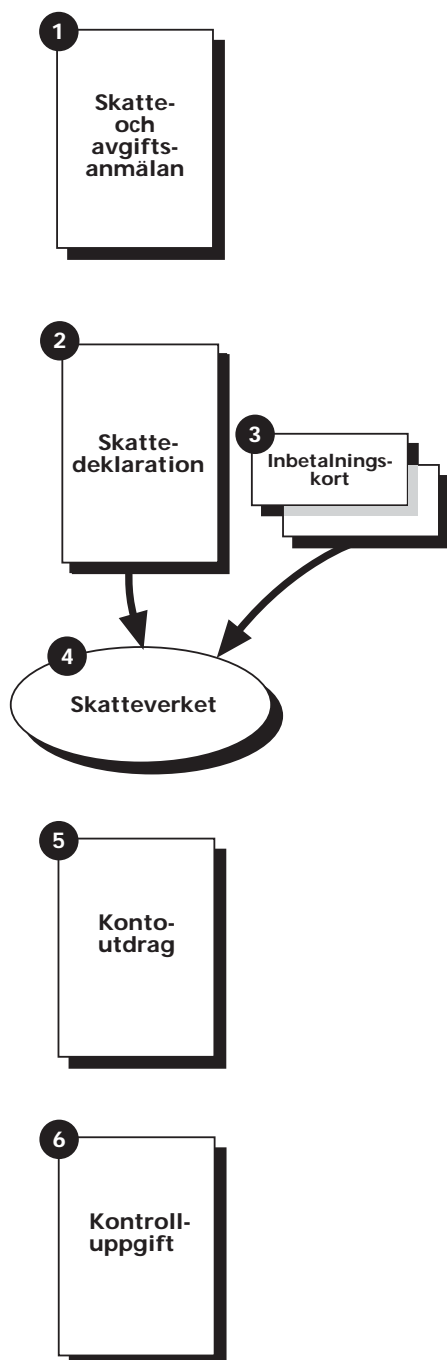 1
Skatte-
och
avgifts-
anmälan
2
Skatte-
deklaration
3
Inbetalnings-
kort
4
Skatteverket
5
Konto-
utdrag
6
Kontroll-
uppgift